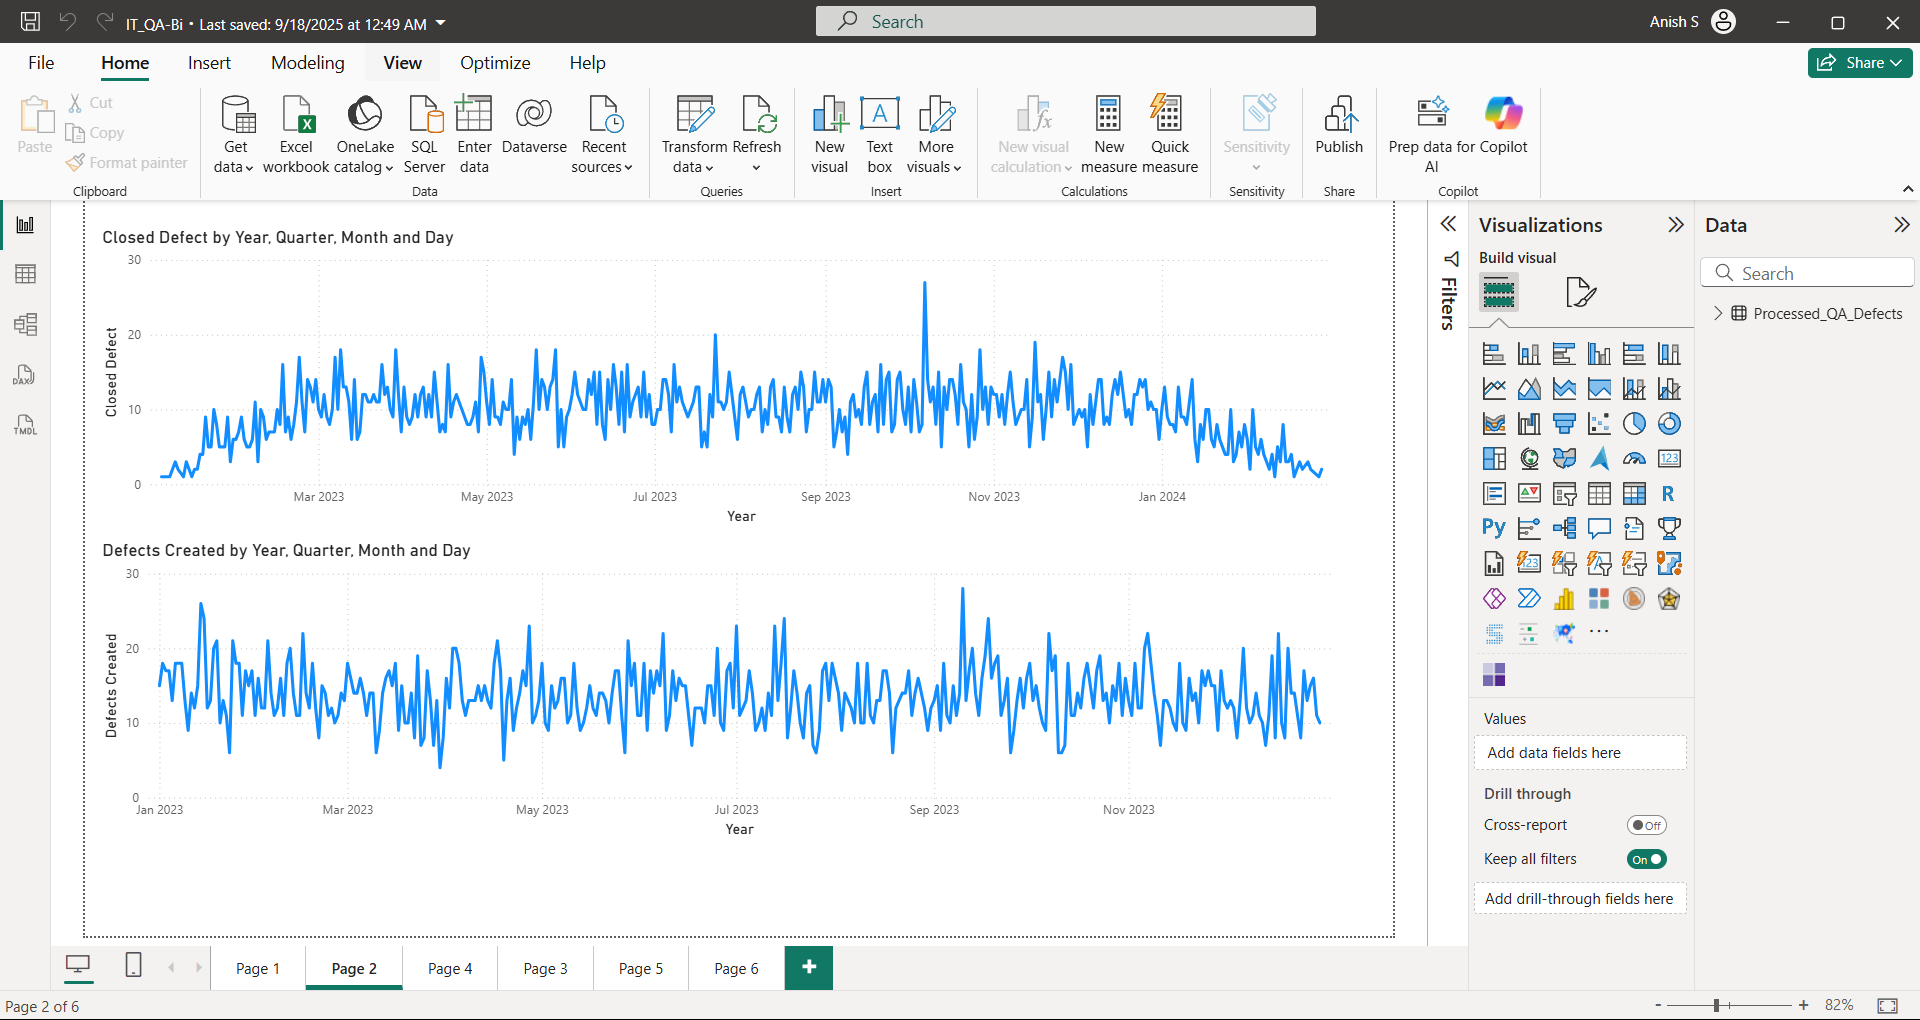 IT_QA-Bi • Last saved: 9/18/2025 at 12:49 AM
Search
Anish S
File
Home
Insert
Modeling
View
Optimize
Help
Share
Paste
Cut
Copy
Format painter
Clipboard
Get data
Excel workbook
OneLake catalog
SQL Server
Enter data
Dataverse
Recent sources
Data
Transform data
Refresh
Queries
New visual
Text box
More visuals
Insert
New visual calculation
New measure
Quick measure
Calculations
Sensitivity
Sensitivity
Publish
Share
Prep data for AI
Copilot
Copilot
DAX
TMDL
Closed Defect by Year, Quarter, Month and Day
Closed Defect
30
20
10
0
Mar 2023
May 2023
Jul 2023
Sep 2023
Nov 2023
Jan 2024
Year
Defects Created by Year, Quarter, Month and Day
Defects Created
30
20
10
0
Jan 2023
Mar 2023
May 2023
Jul 2023
Sep 2023
Nov 2023
Year
Filters
Visualizations
Build visual
123
R
Py
123
Values
Add data fields here
Drill through
Cross-report
Off
Keep all filters
On
Add drill-through fields here
Data
Search
Processed_QA_Defects
Page 1
Page 2
Page 4
Page 3
Page 5
Page 6
Page 2 of 6
82%